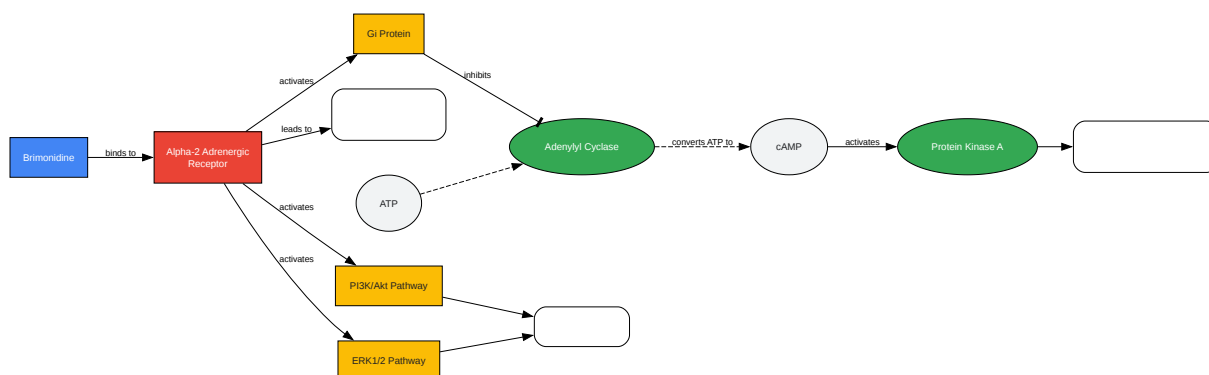 Gi Protein
activates
inhibits
leads to
Brimonidine
binds to
Alpha-2 Adrenergic
Receptor
Adenylyl Cyclase
converts ATP to
cAMP
activates
Protein Kinase A
ATP
activates
activates
PI3K/Akt Pathway
ERK1/2 Pathway